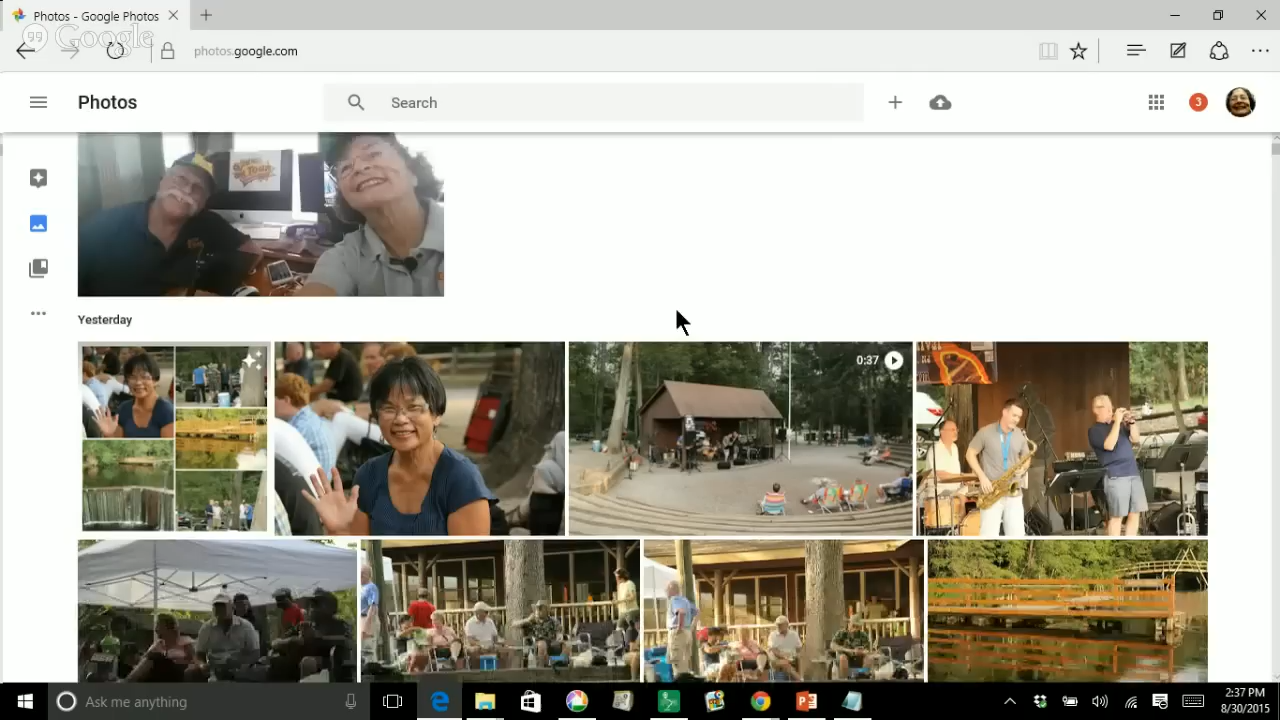 Photos - Google Photos
Google
photos.google.com
Photos
Search
3
Yesterday
0:37
Ask me anything
2:37 PM
8/30/2015